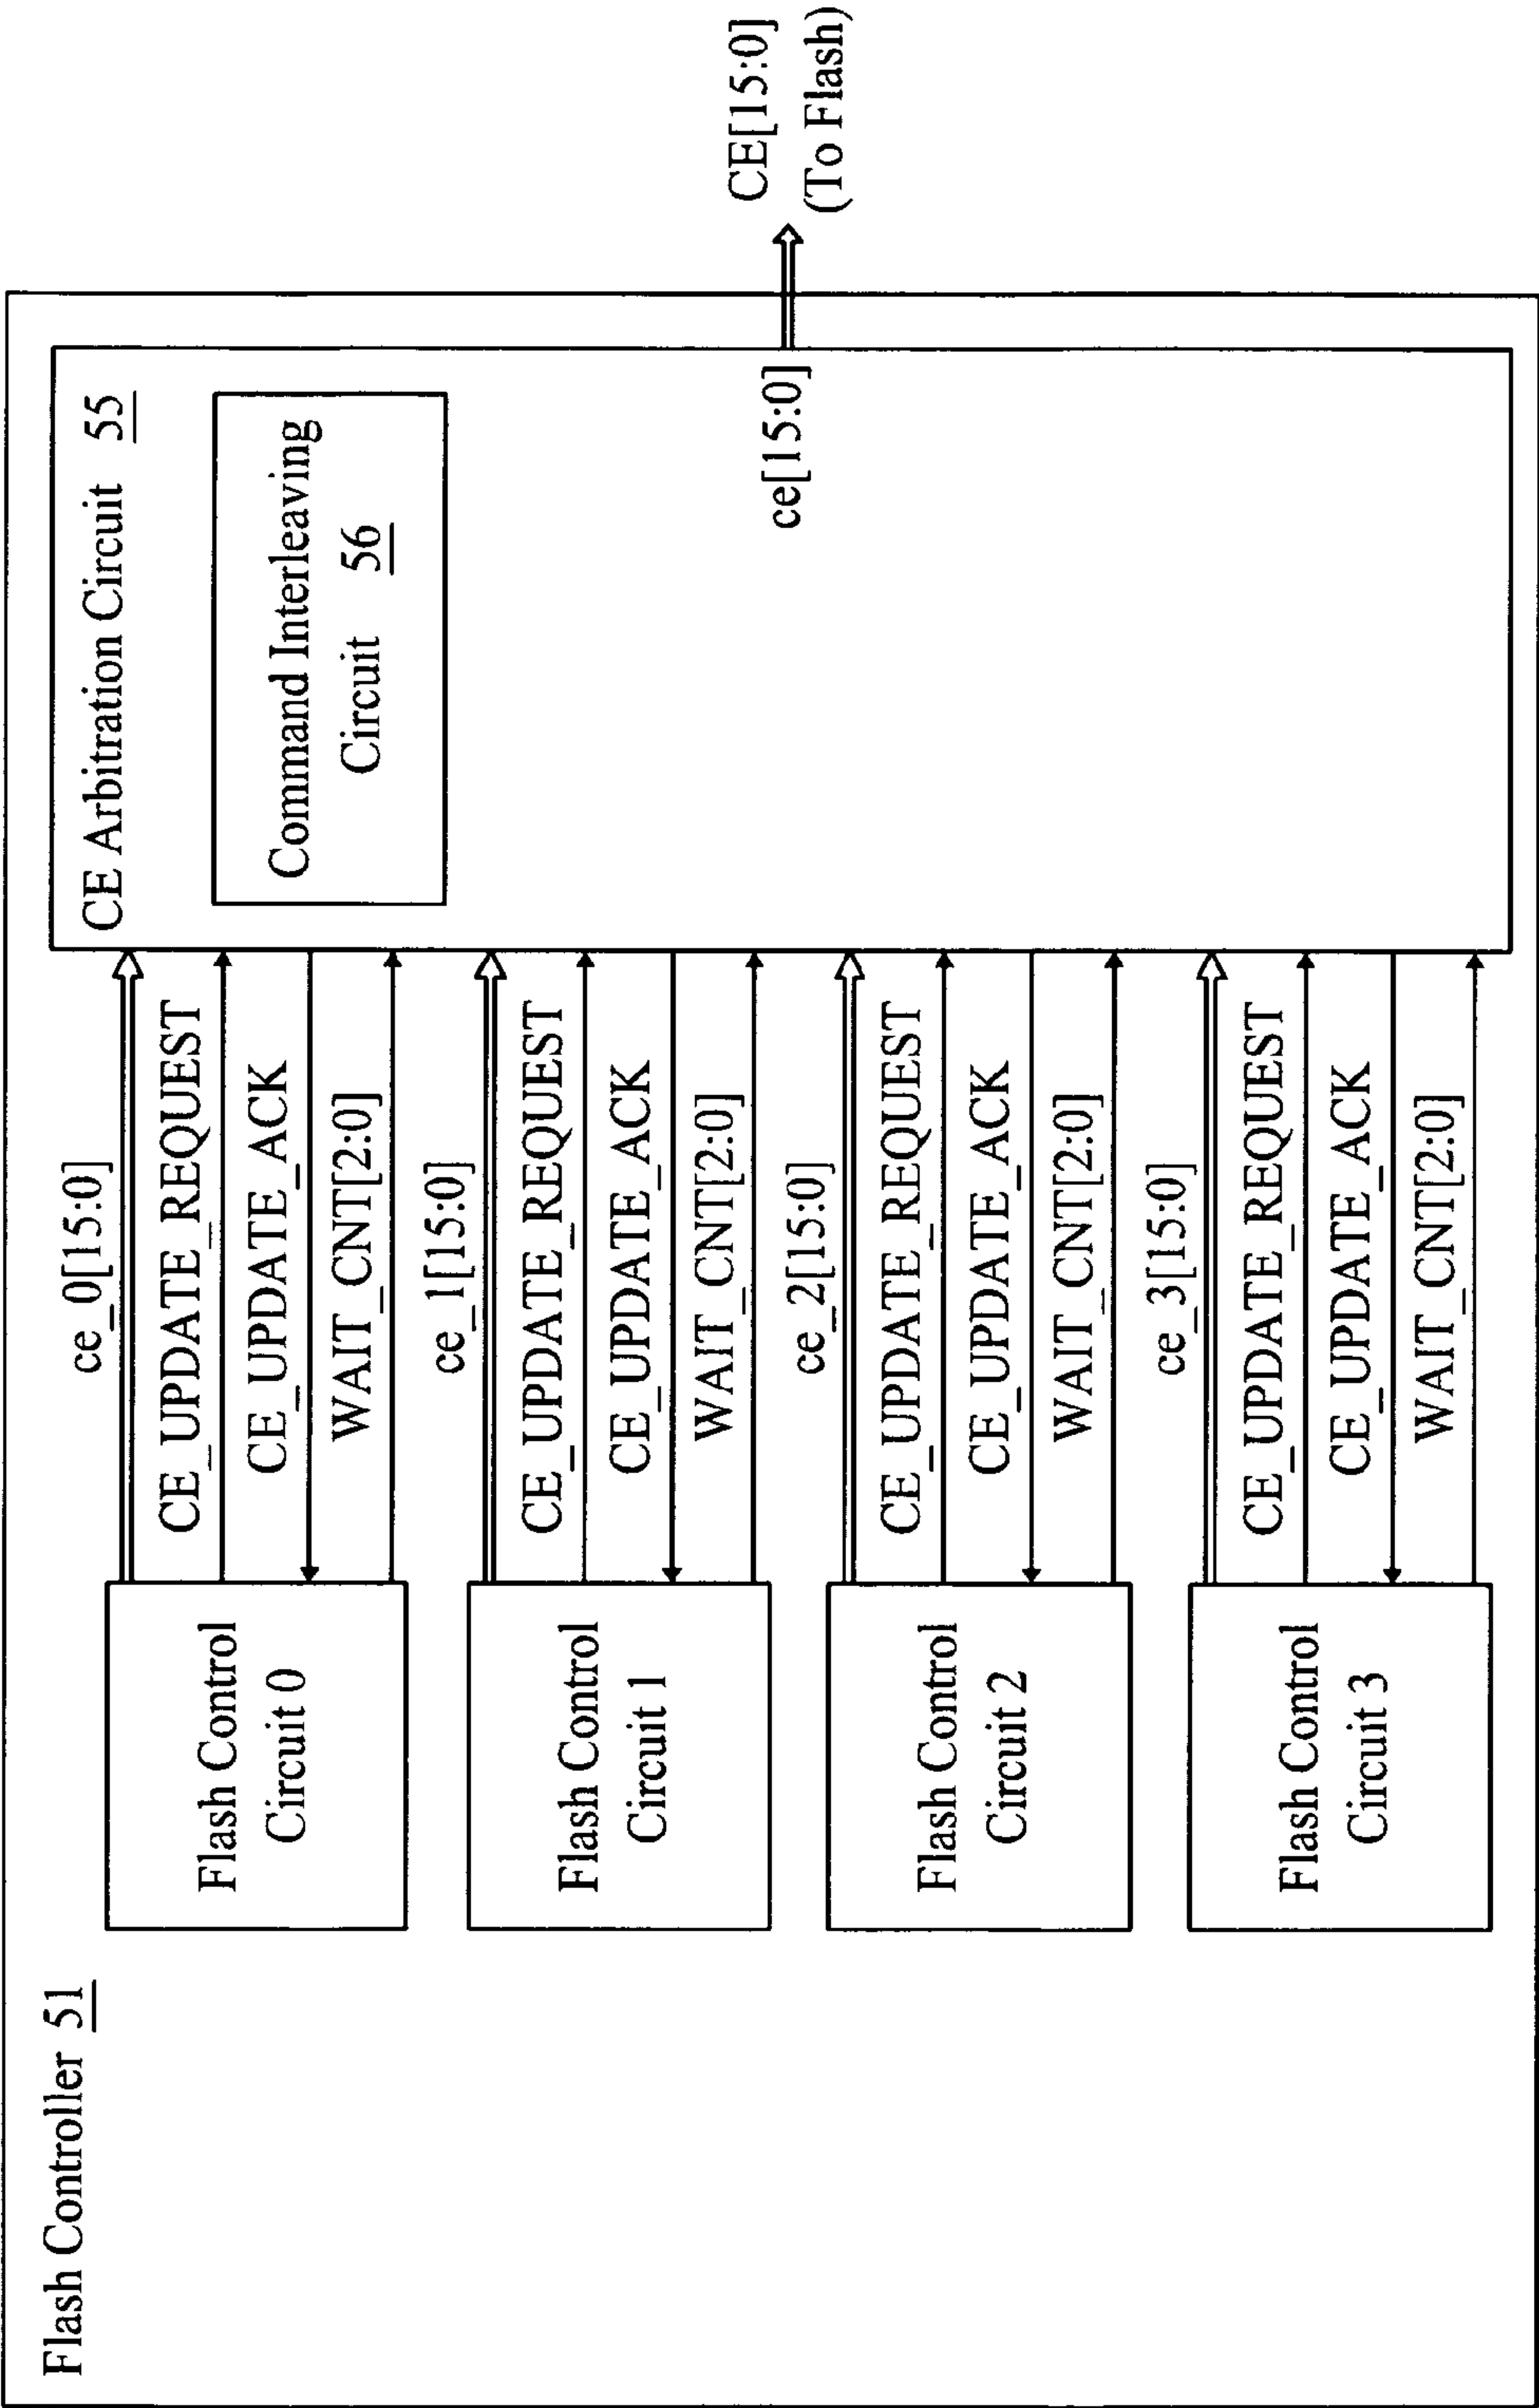 Flash Controller 51
Flash Control
Circuit 0
ce_0[15:0]
CE_UPDATE_REQUEST
CE_UPDATE_ACK
WAIT_CNT[2:0]
Flash Control
Circuit 1
ce_1[15:0]
CE_UPDATE_REQUEST
CE_UPDATE_ACK
WAIT_CNT[2:0]
Flash Control
Circuit 2
ce_2[15:0]
CE_UPDATE_REQUEST
CE_UPDATE_ACK
WAIT_CNT[2:0]
Flash Control
Circuit 3
ce_3[15:0]
CE_UPDATE_REQUEST
CE_UPDATE_ACK
WAIT_CNT[2:0]
CE Arbitration Circuit 55
Command Interleaving
Circuit 56
ce[15:0]
CE[15:0]
(To Flash)